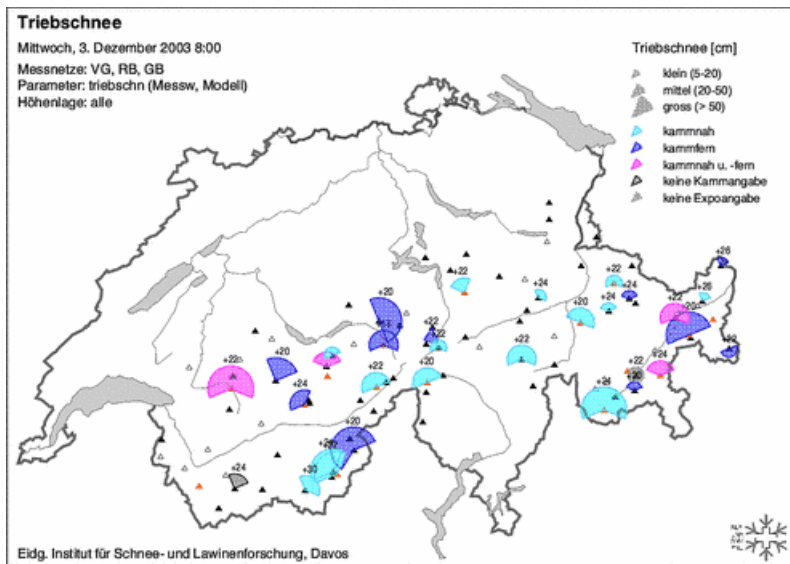 Triebschnee
Mittwoch, 3. Dezember 2003 8:00
Messnetze: VG, RB, GB
Parameter: triebschn (Messw, Modell)
Höhenlage: alle
Triebschnee [cm]
klein (5-20)
mittel (20-50)
gross (> 50)
kammnah
kammfern
kammnah u. -fern
keine Kammangabe
keine Expoangabe
+26
+22
+22
+24
+24
+26
+20
+20
+22
+20
+22
+22
+22
+22
+22
+20
+24
+20
+22
+24
+24
+20
+24
+30
Eidg. Institut für Schnee- und Lawinenforschung, Davos